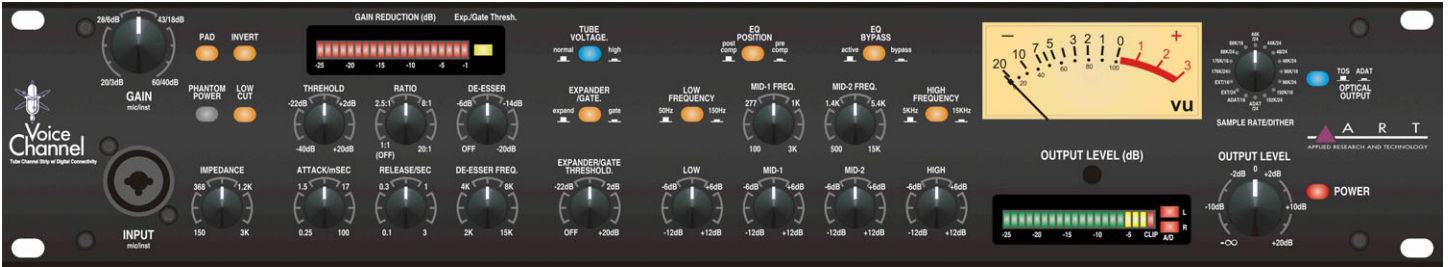 28/6dB 43/18dB
20/3dB 60/40dB
GAIN
mic/inst
PAD INVERT
PHANTOM POWER LOW CUT
Voice
Channel
Tube Channel Strip w/ Digital Connectivity
INPUT
mic/inst
IMPEDANCE
368 1.2K
150 3K
GAIN REDUCTION (dB) Exp./Gate Thresh.
-25 -20 -15 -10 -5 -1
THRESHOLD
-22dB +2dB
-40dB +20dB
RATIO
2.5:1 8:1
1:1 20:1
(OFF)
DE-ESSER
-6dB -14dB
OFF -20dB
ATTACK/mSEC
1.5 17
0.25 100
RELEASE/SEC
0.3 1
0.1 3
DE-ESSER FREQ.
4K 8K
2K 15K
TUBE
VOLTAGE.
normal high
EXPANDER
/GATE.
expand gate
EXPANDER/GATE
THRESHOLD.
-22dB 2dB
OFF +20dB
EQ
POSITION
post comp pre comp
EQ
BYPASS
active bypass
LOW
FREQUENCY
50Hz 150Hz
MID-1 FREQ.
277 1K
100 3K
MID-2 FREQ.
1.4K 5.4K
500 15K
HIGH
FREQUENCY
5KHz 15KHz
LOW
-6dB +6dB
-12dB +12dB
MID-1
-6dB +6dB
-12dB +12dB
MID-2
-6dB +6dB
-12dB +12dB
HIGH
-6dB +6dB
-12dB +12dB
− +
20 10 7 5 3 2 1 0 1 2 3
0 20 40 60 80 100
vu
OUTPUT LEVEL (dB)
-25 -20 -15 -10 -5 CLIP A/D
L
R
SAMPLE RATE/DITHER
TOS ADAT
OPTICAL
OUTPUT
ART
APPLIED RESEARCH AND TECHNOLOGY
OUTPUT LEVEL
0
-2dB +2dB
-10dB +10dB
-∞ +20dB
POWER